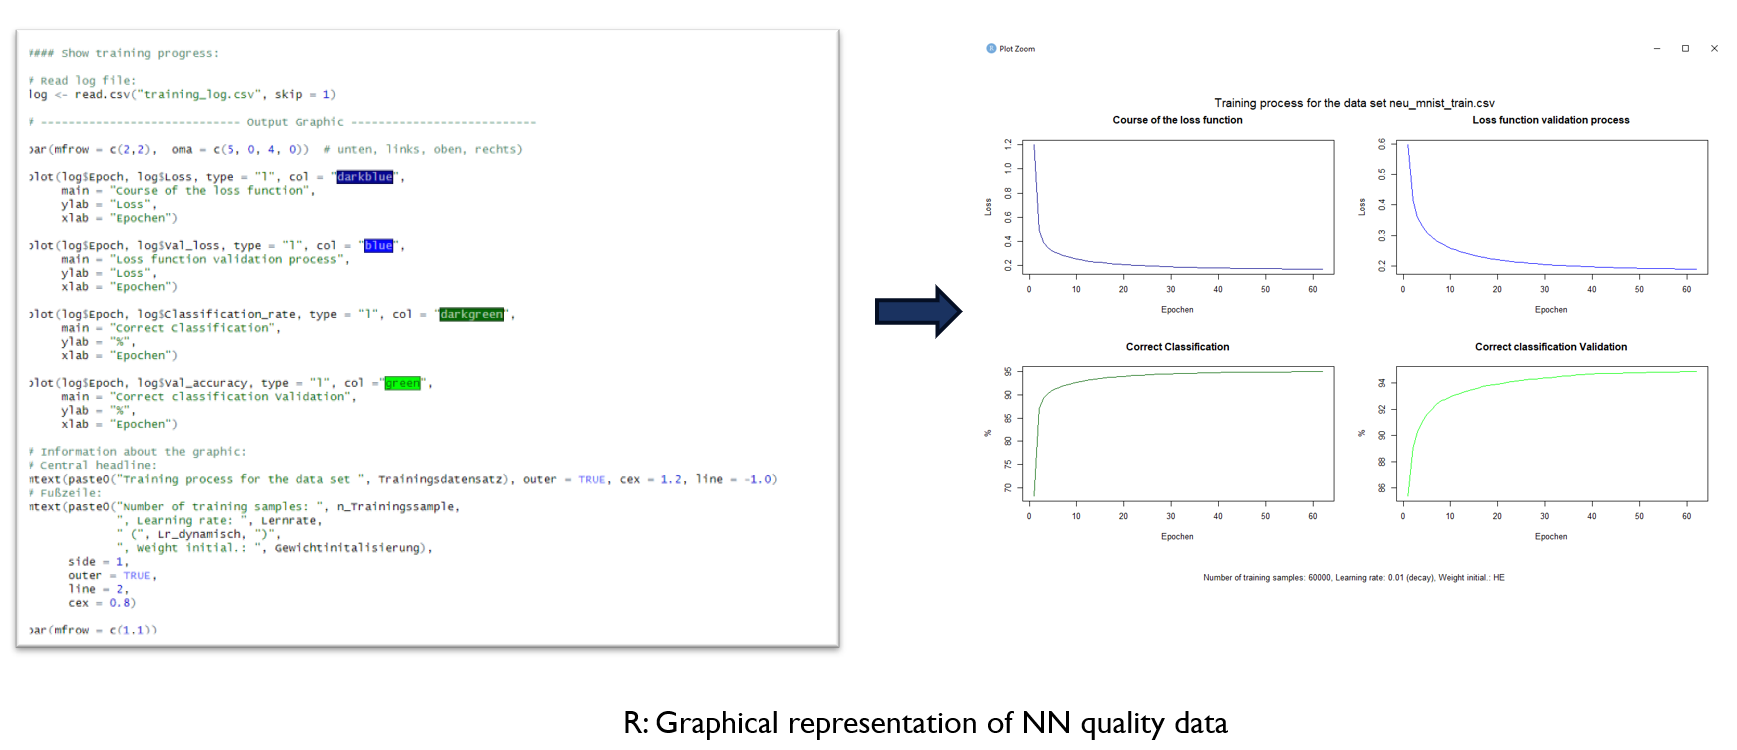 #### Show training progress:
# Read log file:
log <- read.csv("training_log.csv", skip = 1)
# --------------------------- Output Graphic ---------------------------
par(mfrow = c(2,2), oma = c(5, 0, 4, 0)) # unten, links, oben, rechts)
plot(log$Epoch, log$Loss, type = "l", col = "darkblue",
main = "Course of the loss function",
ylab = "Loss",
xlab = "Epochen")
plot(log$Epoch, log$Val_loss, type = "l", col = "blue",
main = "Loss function validation process",
ylab = "Loss",
xlab = "Epochen")
plot(log$Epoch, log$Classification_rate, type = "l", col = "darkgreen",
main = "Correct Classification",
ylab = "%",
xlab = "Epochen")
plot(log$Epoch, log$Val_accuracy, type = "l", col ="green",
main = "Correct classification Validation",
ylab = "%",
xlab = "Epochen")
# Information about the graphic:
# Central headline:
mtext(paste0("Training process for the data set ", Trainingsdatensatz), outer = TRUE, cex = 1.2, line = -1.0)
# Fußzeile:
mtext(paste0("Number of training samples: ", n_Trainingssample,
", Learning rate: ", Lernrate,
" (", Lr_dynamisch, ")",
", Weight initial.: ", Gewichtinitalisierung),
side = 1,
outer = TRUE,
line = 2,
cex = 0.8)
par(mfrow = c(1,1))
R Plot Zoom
Training process for the data set neu_mnist_train.csv
Course of the loss function
Loss
1.2
1.0
0.8
0.6
0.4
0.2
0 10 20 30 40 50 60
Epochen
Loss function validation process
Loss
0.6
0.5
0.4
0.3
0.2
0 10 20 30 40 50 60
Epochen
Correct Classification
%
95
90
85
80
75
70
0 10 20 30 40 50 60
Epochen
Correct classification Validation
%
94
92
90
88
86
0 10 20 30 40 50 60
Epochen
Number of training samples: 60000, Learning rate: 0.01 (decay), Weight initial.: HE
R: Graphical representation of NN quality data